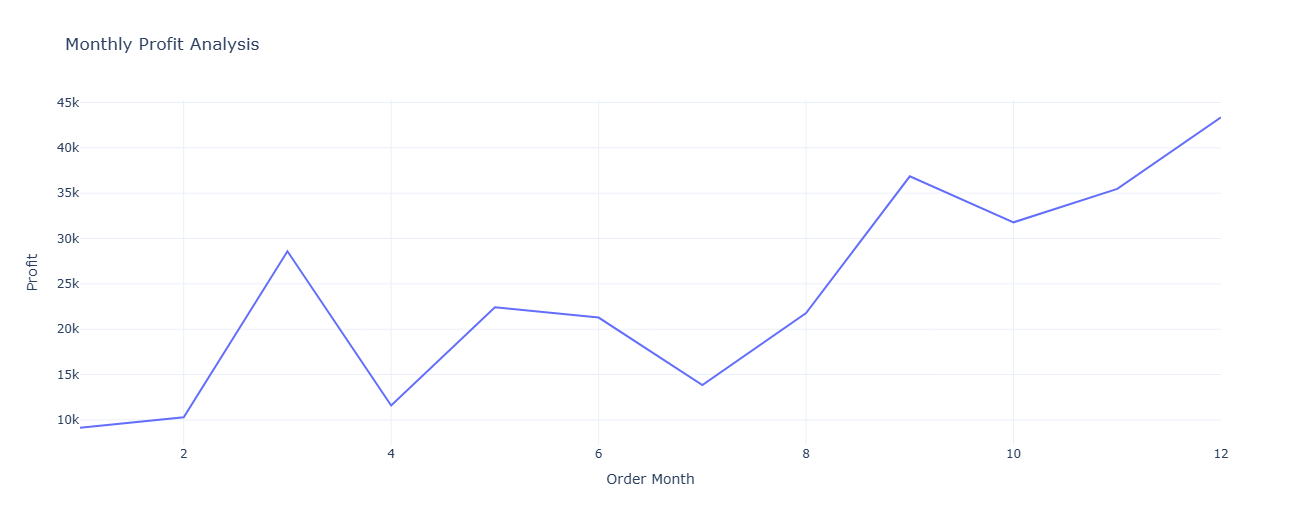 Monthly Profit Analysis
45k
40k
35k
30k
25k
20k
15k
10k
Profit
2 4 6 8 10 12
Order Month